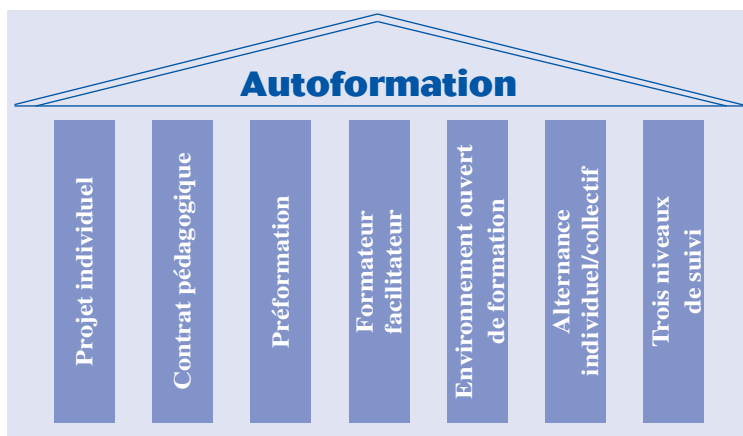 Autoformation
Projet individuel
Contrat pédagogique
Préformation
Formateur
facilitateur
Environnement ouvert
de formation
Alternance
individuel/collectif
Trois niveaux
de suivi